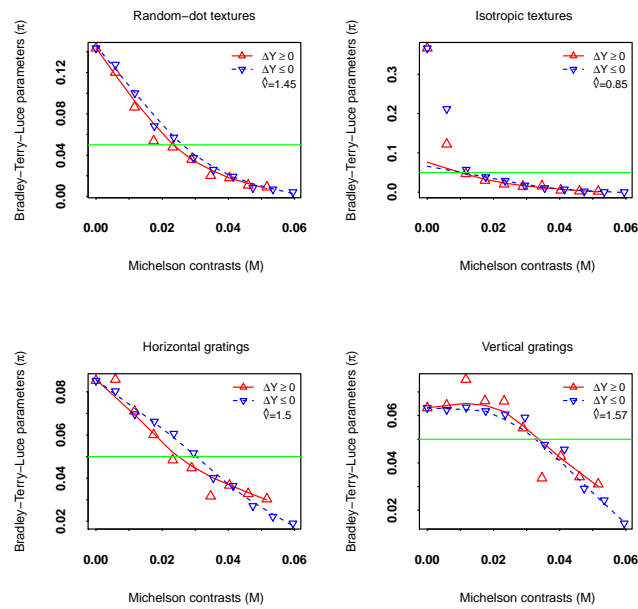 Random−dot textures
Bradley−Terry−Luce parameters (π)
0.00 0.04 0.08 0.12
ΔY ≥ 0
ΔY ≤ 0
ν̂=1.45
0.00 0.02 0.04 0.06
Michelson contrasts (M)
Isotropic textures
Bradley−Terry−Luce parameters (π)
0.0 0.1 0.2 0.3
ΔY ≥ 0
ΔY ≤ 0
ν̂=0.85
0.00 0.02 0.04 0.06
Michelson contrasts (M)
Horizontal gratings
Bradley−Terry−Luce parameters (π)
0.02 0.04 0.06 0.08
ΔY ≥ 0
ΔY ≤ 0
ν̂=1.5
0.00 0.02 0.04 0.06
Michelson contrasts (M)
Vertical gratings
Bradley−Terry−Luce parameters (π)
0.02 0.04 0.06
ΔY ≥ 0
ΔY ≤ 0
ν̂=1.57
0.00 0.02 0.04 0.06
Michelson contrasts (M)